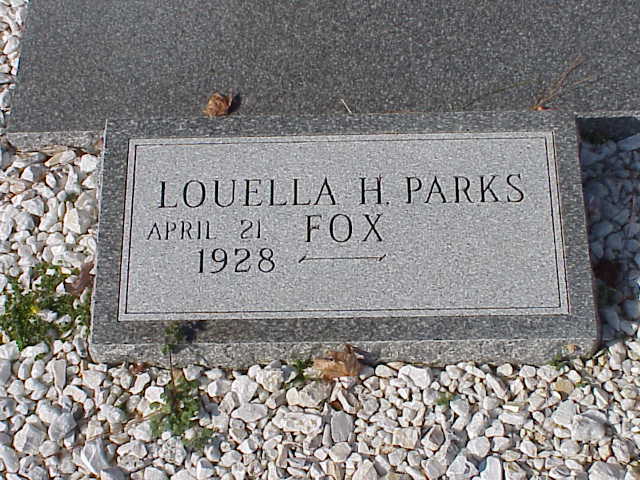 LOUELLA H. PARKS
APRIL 21 FOX
1928